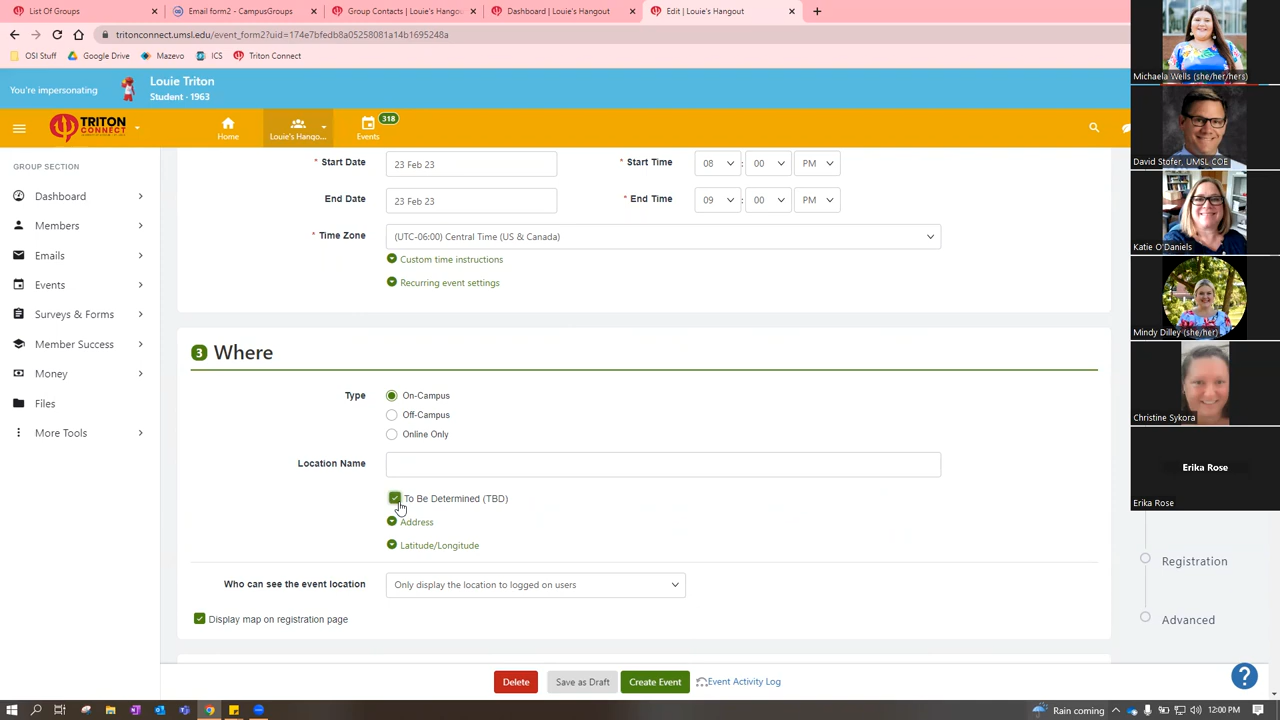 List Of Groups
Email form2 - CampusGroups
Group Contacts | Louie's Hangou
Dashboard | Louie's Hangout
Edit | Louie's Hangout
tritonconnect.umsl.edu/event_form2?uid=174e7bfedb8a05258081a14b1695248a
OSI Stuff
Google Drive
Mazevo
ICS
Triton Connect
You're impersonating
Louie Triton
Student - 1963
TRITON
CONNECT
Home
Louie's Hango...
Events
318
GROUP SECTION
Dashboard
Members
Emails
Events
Surveys & Forms
Member Success
Money
Files
More Tools
* Start Date
23 Feb 23
* Start Time
08 : 00 PM
End Date
23 Feb 23
* End Time
09 : 00 PM
* Time Zone
(UTC-06:00) Central Time (US & Canada)
Custom time instructions
Recurring event settings
3 Where
Type
On-Campus
Off-Campus
Online Only
Location Name
To Be Determined (TBD)
Address
Latitude/Longitude
Who can see the event location
Only display the location to logged on users
Display map on registration page
Delete
Save as Draft
Create Event
Event Activity Log
Registration
Advanced
?
Michaela Wells (she/her/hers)
David Stofer, UMSL COE
Katie O'Daniels
Mindy Dilley (she/her)
Christine Sykora
Erika Rose
Erika Rose
Rain coming
12:00 PM